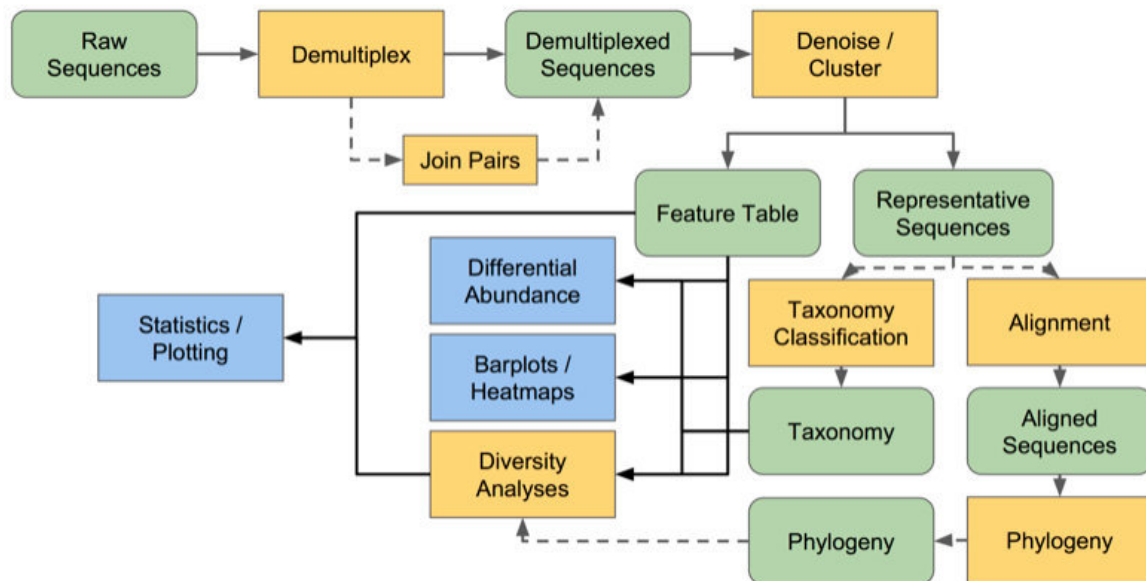 Raw
Sequences
Demultiplex
Demultiplexed
Sequences
Denoise /
Cluster
Join Pairs
Feature Table
Representative
Sequences
Differential
Abundance
Taxonomy
Classification
Alignment
Statistics /
Plotting
Barplots /
Heatmaps
Taxonomy
Aligned
Sequences
Diversity
Analyses
Phylogeny
Phylogeny